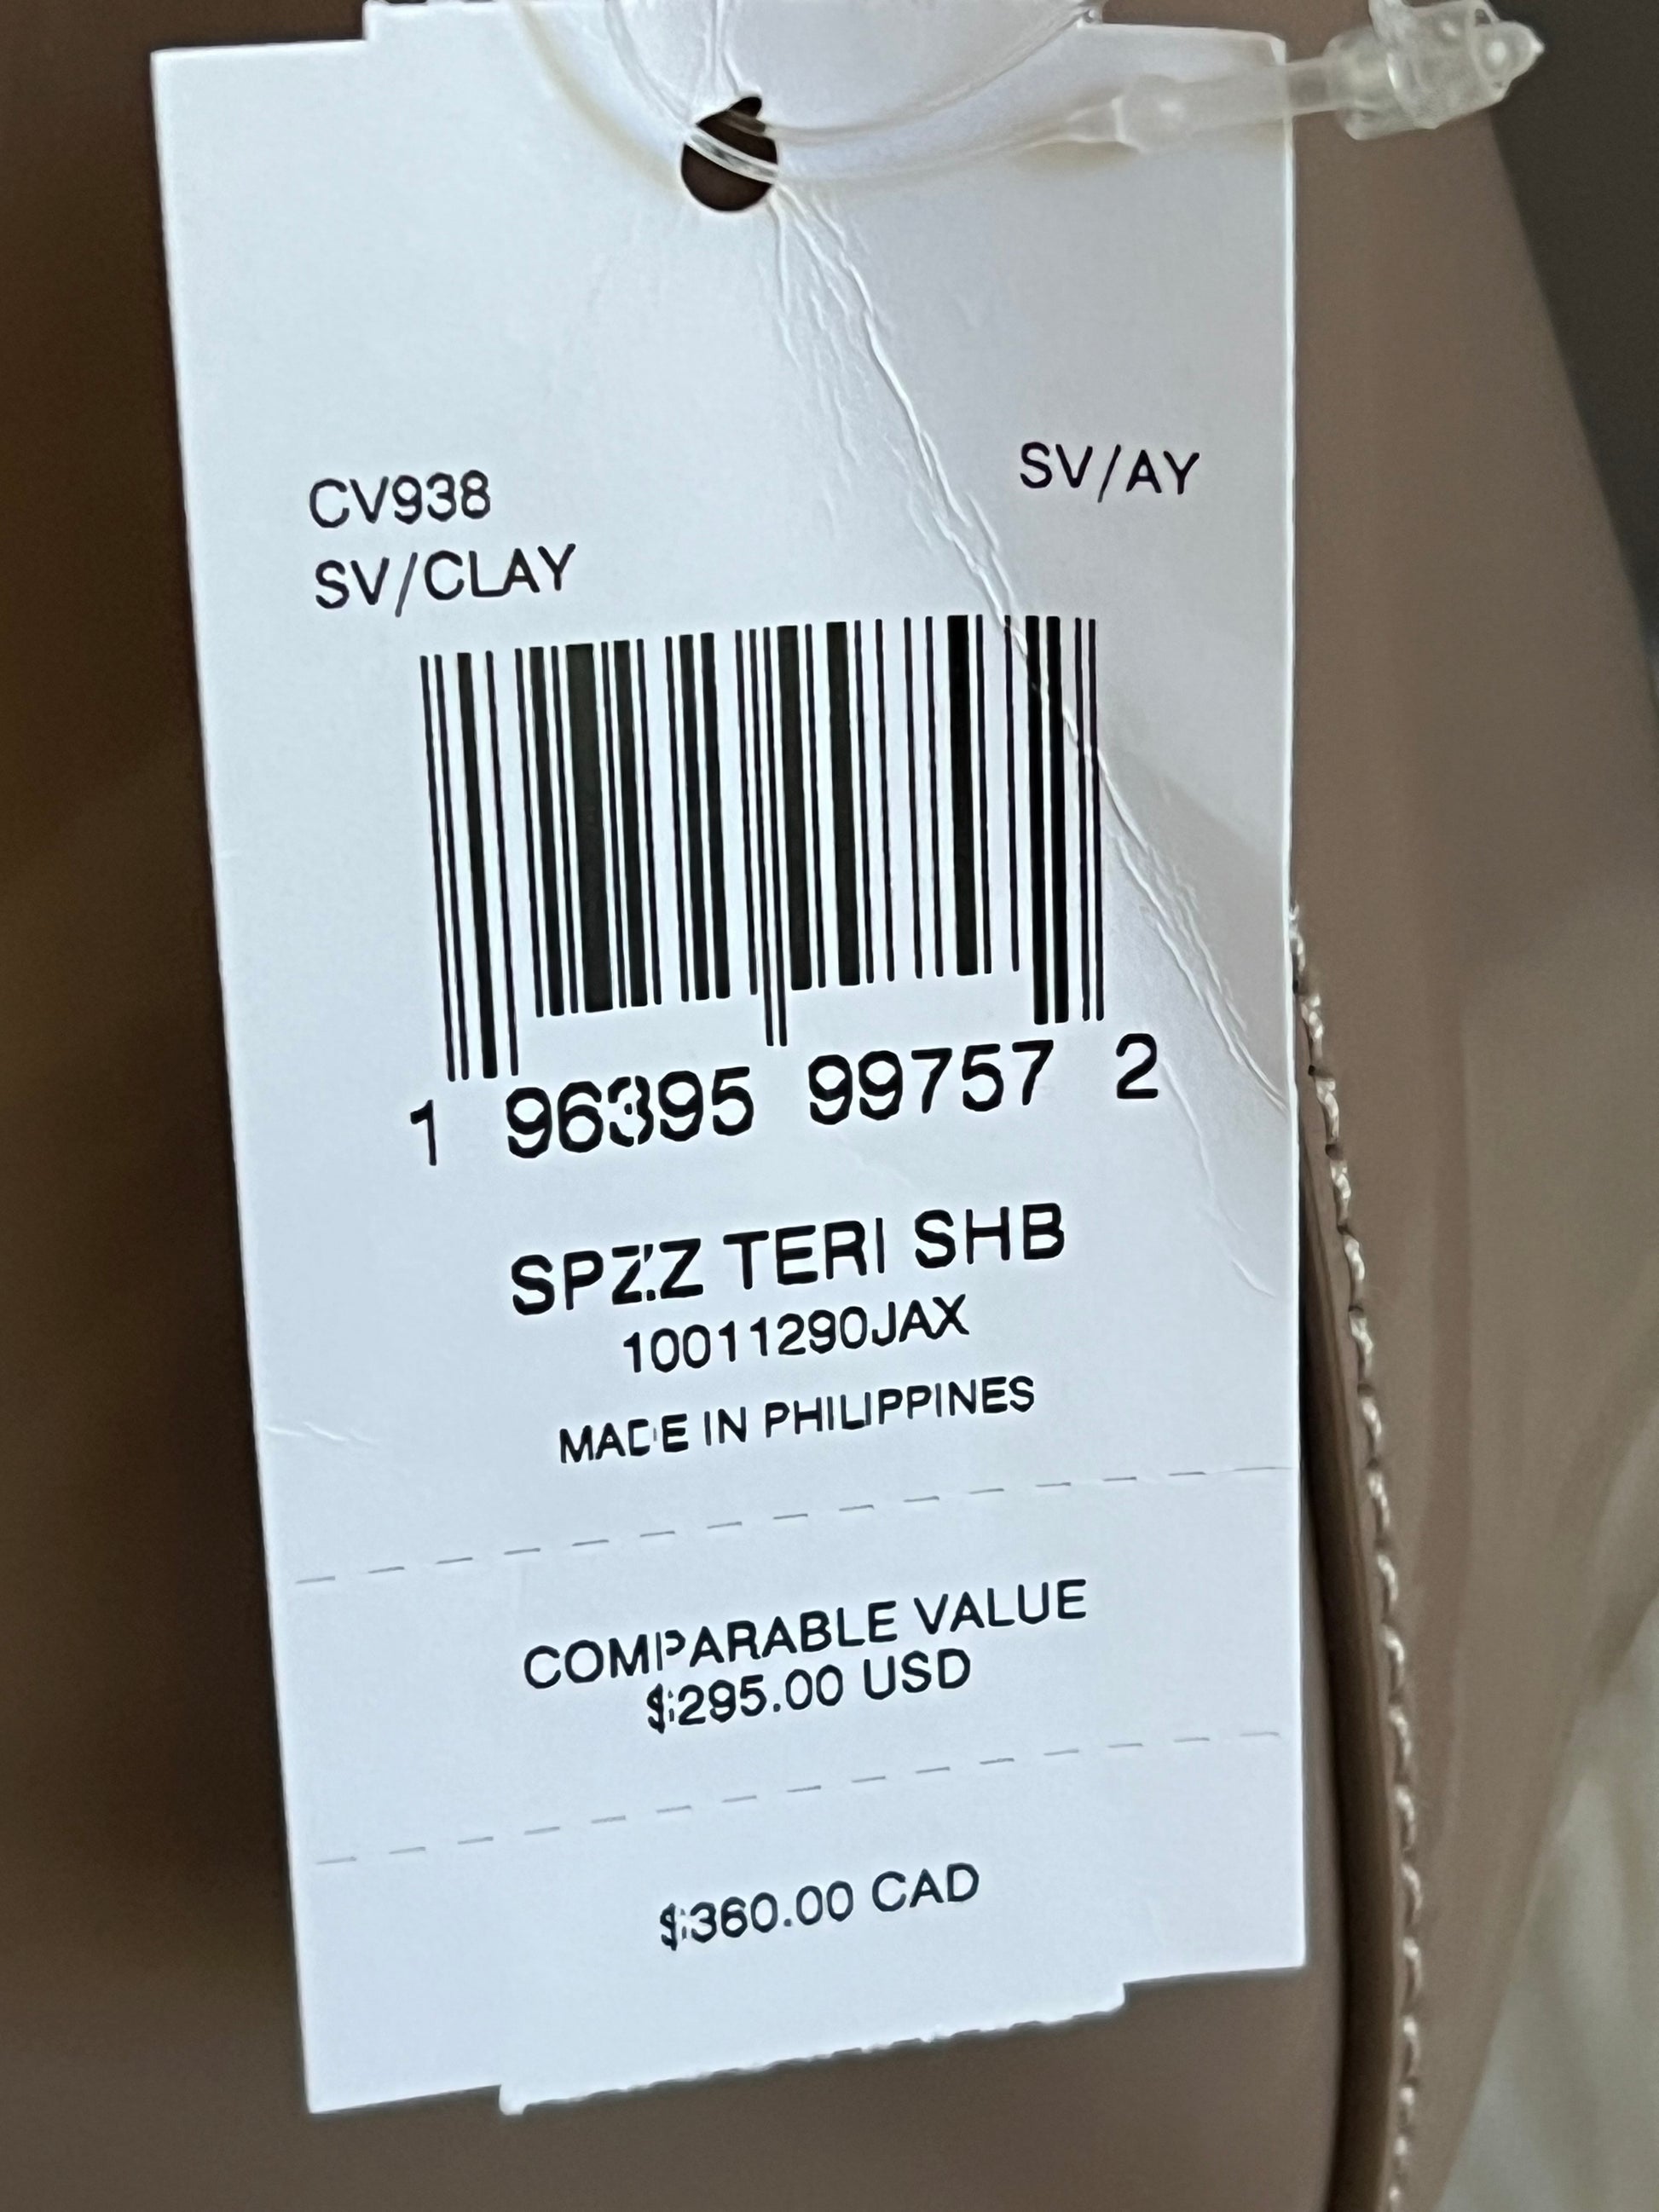 CV938
SV/AY
SV/CLAY
1 96395 99757 2
SPZZ TERI SHB
10011290JAX
MADE IN PHILIPPINES
COMPARABLE VALUE
$295.00 USD
$360.00 CAD